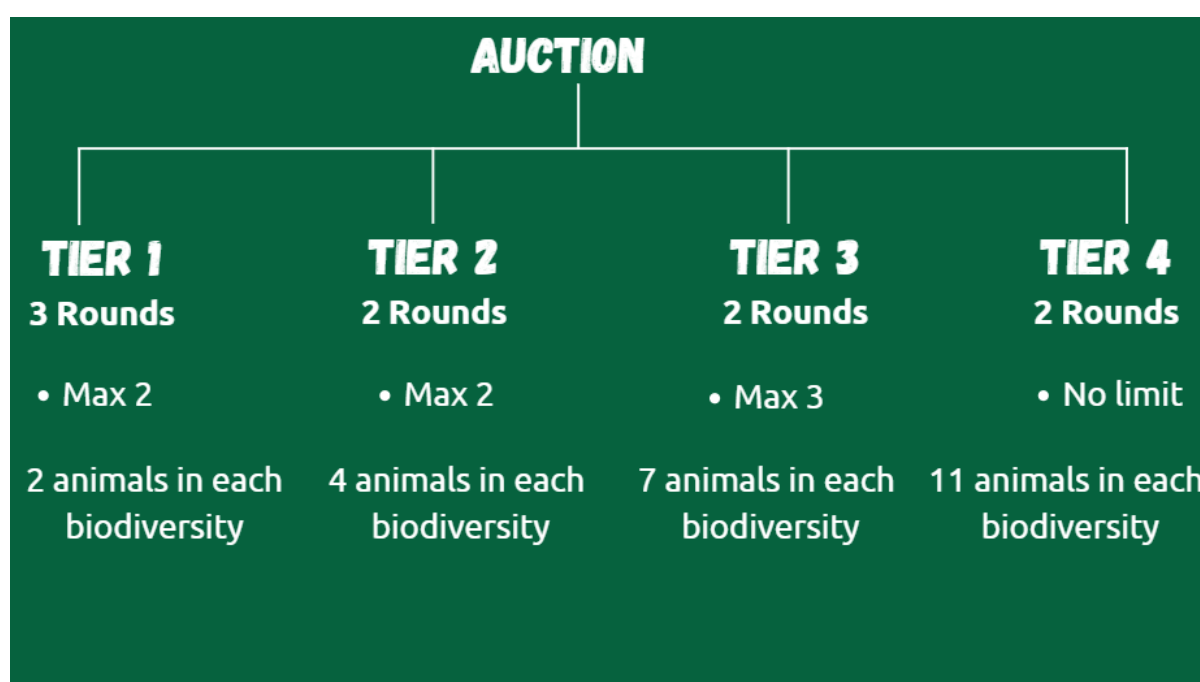 AUCTION
TIER 1
3 Rounds
• Max 2
2 animals in each
biodiversity
TIER 2
2 Rounds
• Max 2
4 animals in each
biodiversity
TIER 3
2 Rounds
• Max 3
7 animals in each
biodiversity
TIER 4
2 Rounds
• No limit
11 animals in each
biodiversity